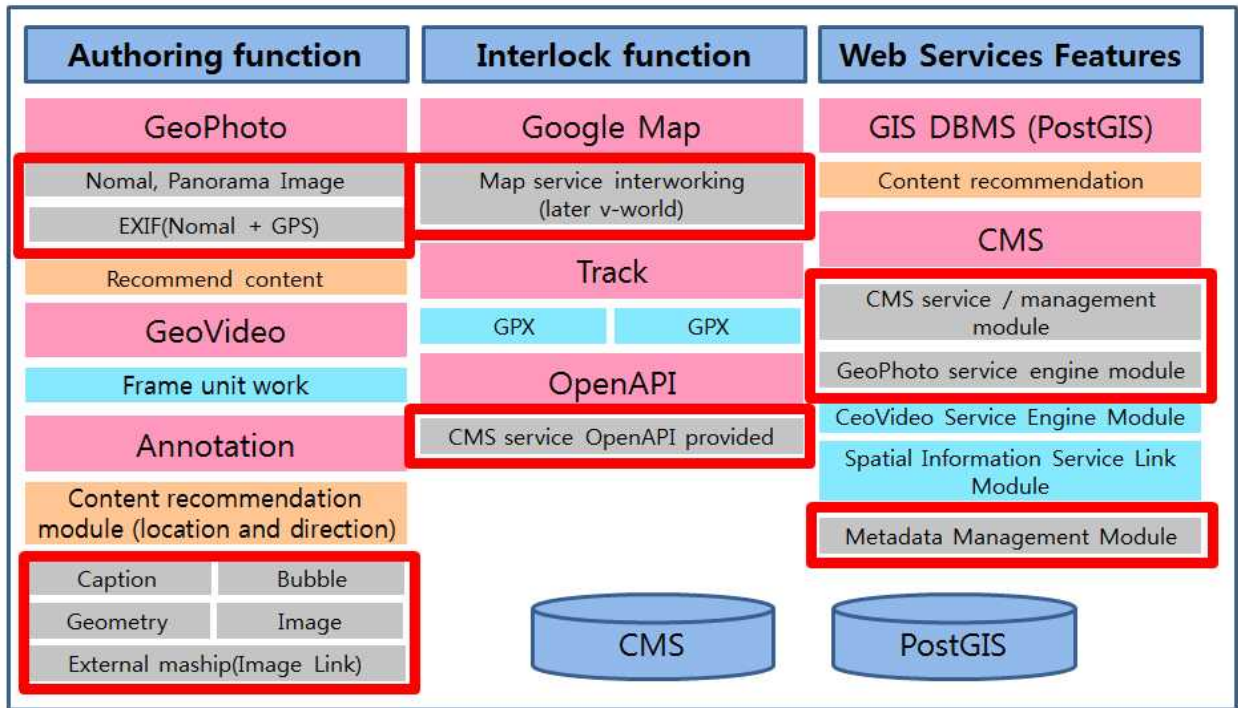 Authoring function
GeoPhoto
Nomal, Panorama Image
EXIF(Nomal + GPS)
Recommend content
GeoVideo
Frame unit work
Annotation
Content recommendation
module (location and direction)
Caption
Bubble
Geometry
Image
External maship(Image Link)
Interlock function
Google Map
Map service interworking
(later v-world)
Track
GPX
GPX
OpenAPI
CMS service OpenAPI provided
Web Services Features
GIS DBMS (PostGIS)
Content recommendation
CMS
CMS service / management
module
GeoPhoto service engine module
CeoVideo Service Engine Module
Spatial Information Service Link
Module
Metadata Management Module
CMS
PostGIS